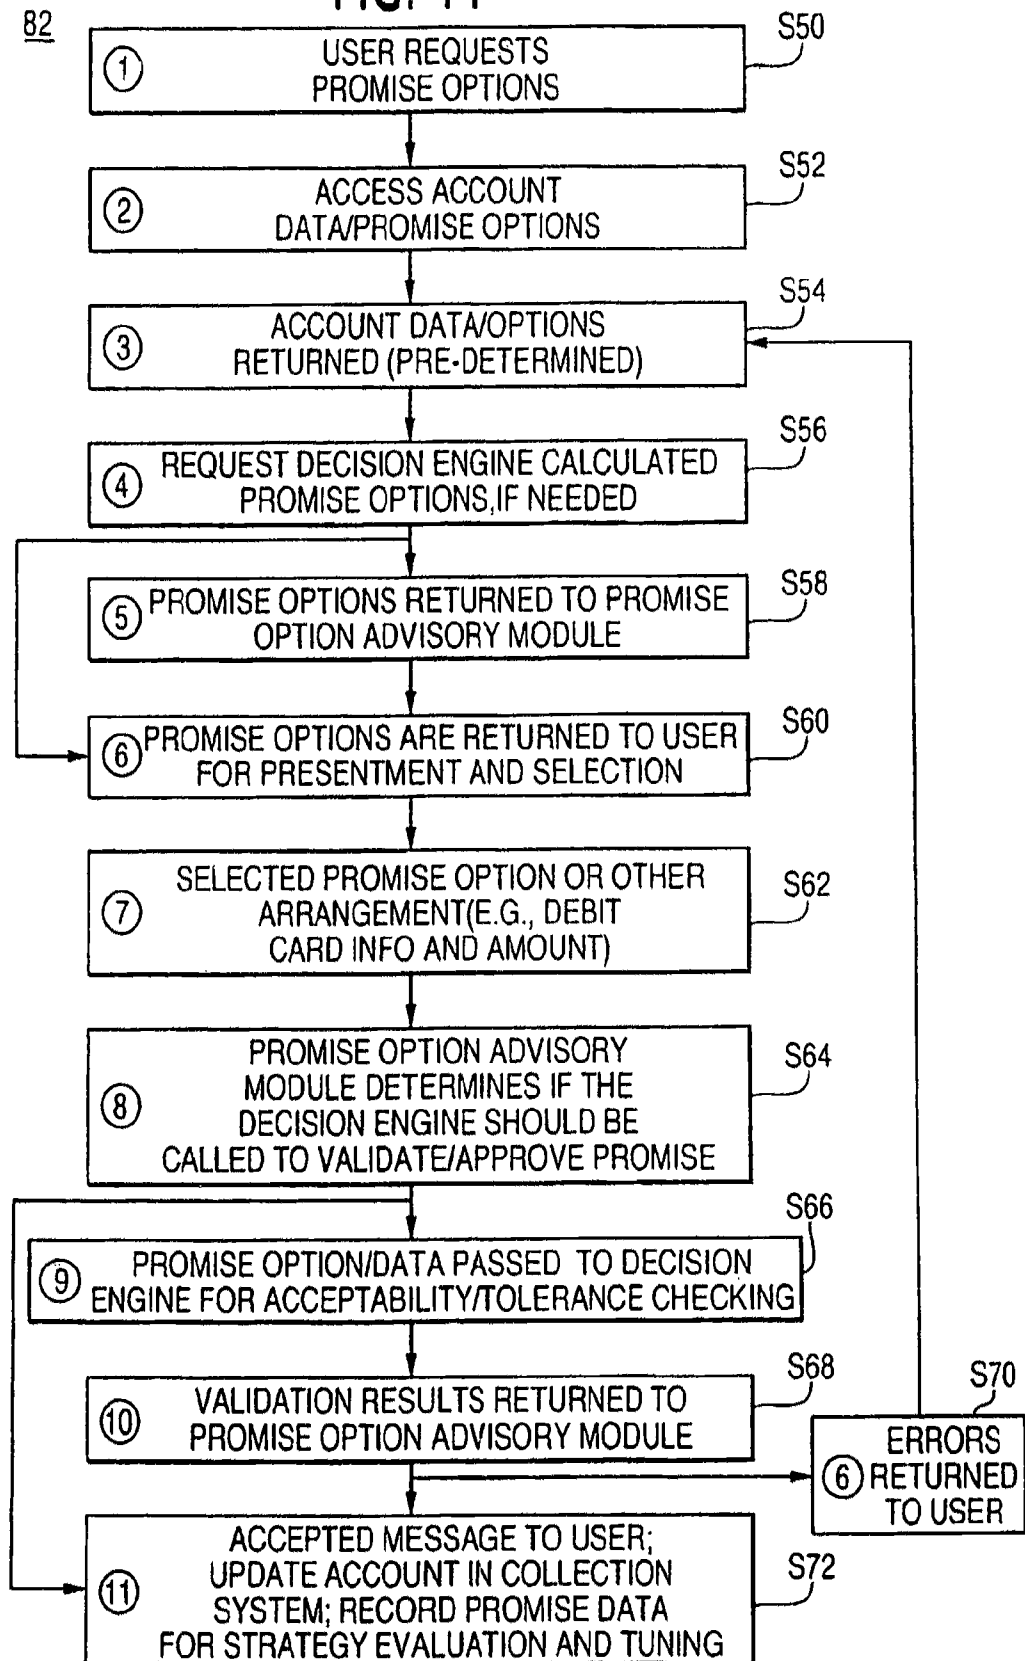 FIG. 11
82
① USER REQUESTS
PROMISE OPTIONS
S50
② ACCESS ACCOUNT
DATA/PROMISE OPTIONS
S52
③ ACCOUNT DATA/OPTIONS
RETURNED (PRE-DETERMINED)
S54
④ REQUEST DECISION ENGINE CALCULATED
PROMISE OPTIONS,IF NEEDED
S56
⑤ PROMISE OPTIONS RETURNED TO PROMISE
OPTION ADVISORY MODULE
S58
⑥ PROMISE OPTIONS ARE RETURNED TO USER
FOR PRESENTMENT AND SELECTION
S60
⑦ SELECTED PROMISE OPTION OR OTHER
ARRANGEMENT(E.G., DEBIT
CARD INFO AND AMOUNT)
S62
⑧ PROMISE OPTION ADVISORY
MODULE DETERMINES IF THE
DECISION ENGINE SHOULD BE
CALLED TO VALIDATE/APPROVE PROMISE
S64
⑨ PROMISE OPTION/DATA PASSED TO DECISION
ENGINE FOR ACCEPTABILITY/TOLERANCE CHECKING
S66
⑩ VALIDATION RESULTS RETURNED TO
PROMISE OPTION ADVISORY MODULE
S68
⑥ ERRORS
RETURNED
TO USER
S70
⑪ ACCEPTED MESSAGE TO USER;
UPDATE ACCOUNT IN COLLECTION
SYSTEM; RECORD PROMISE DATA
FOR STRATEGY EVALUATION AND TUNING
S72